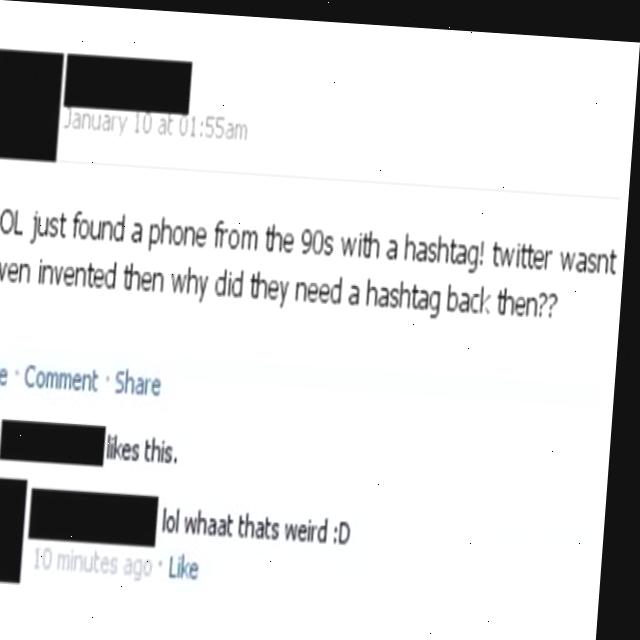 January 10 at 01:55am
OL just found a phone from the 90s with a hashtag! twitter wasnt
ven invented then why did they need a hashtag back then??
e · Comment · Share
likes this.
lol whaat thats weird :D
10 minutes ago · Like